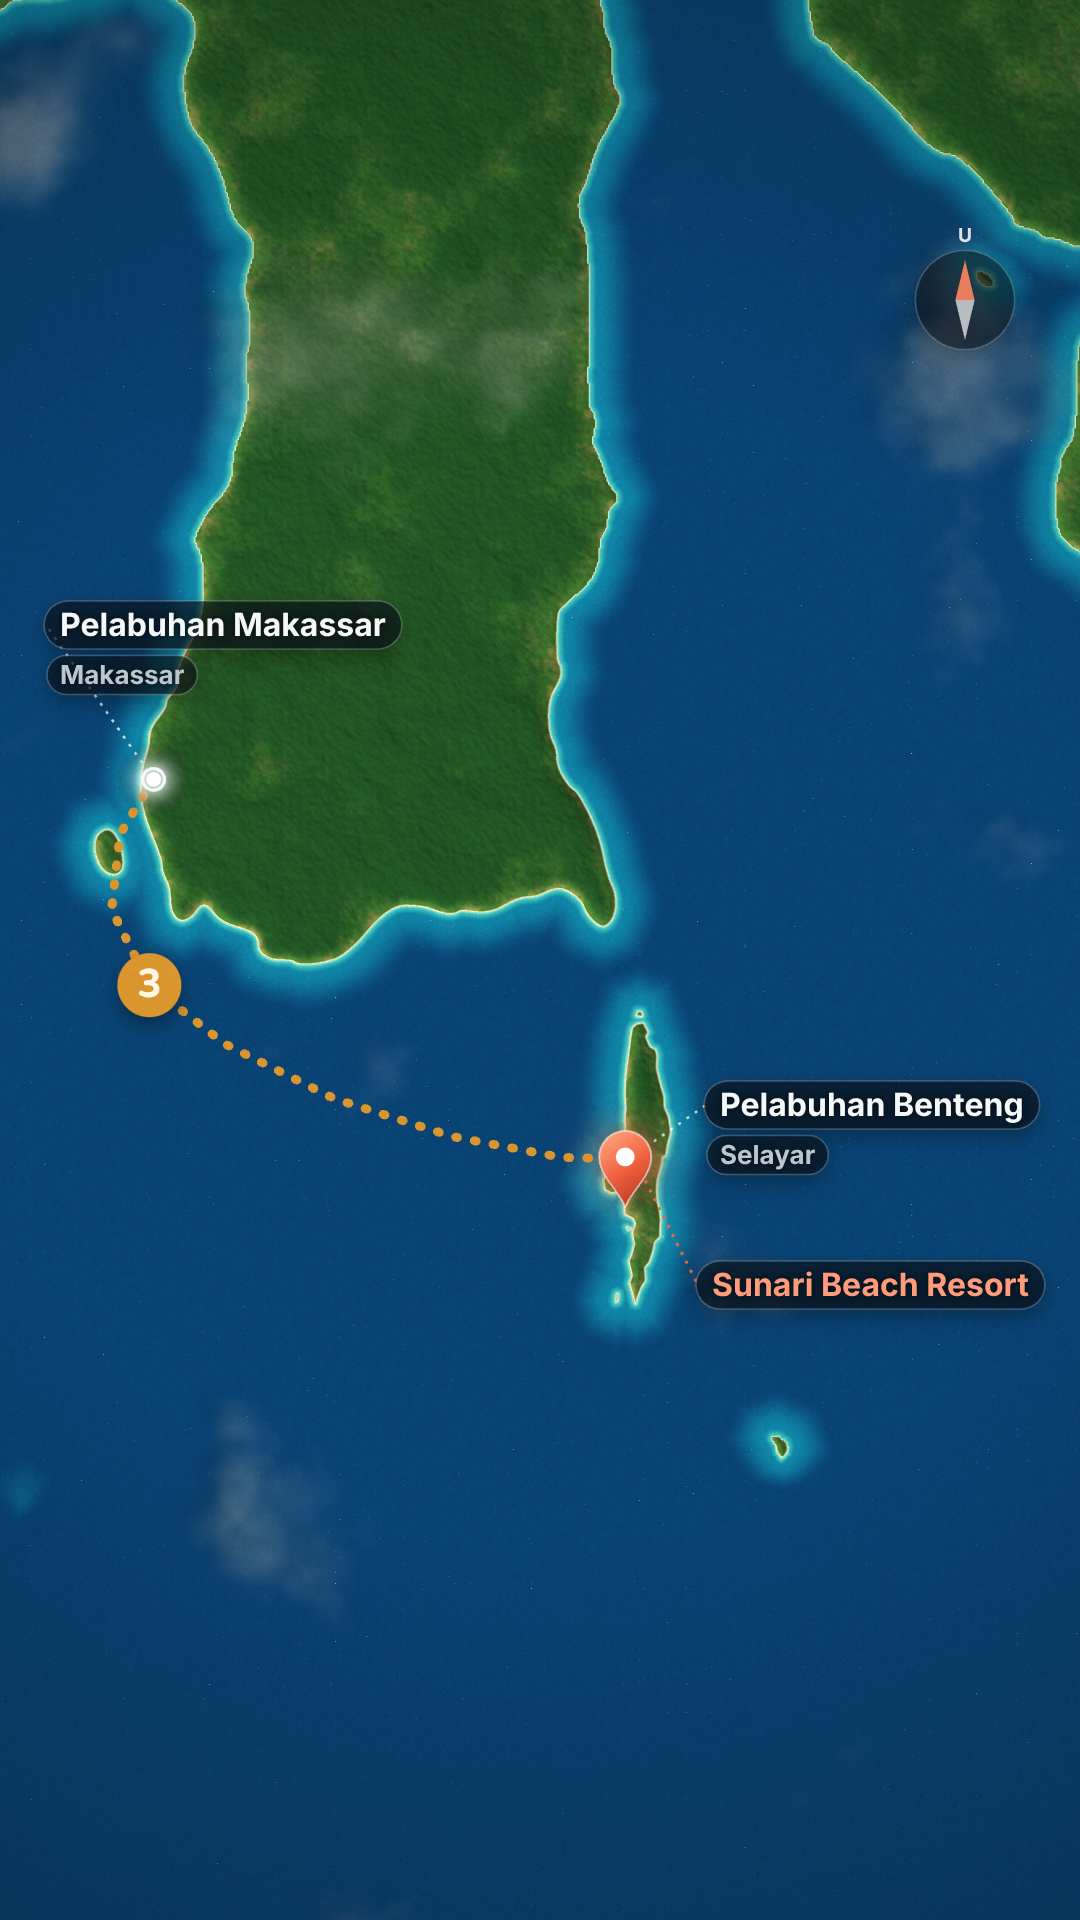 U
Pelabuhan Makassar
Makassar
3
Pelabuhan Benteng
Selayar
Sunari Beach Resort